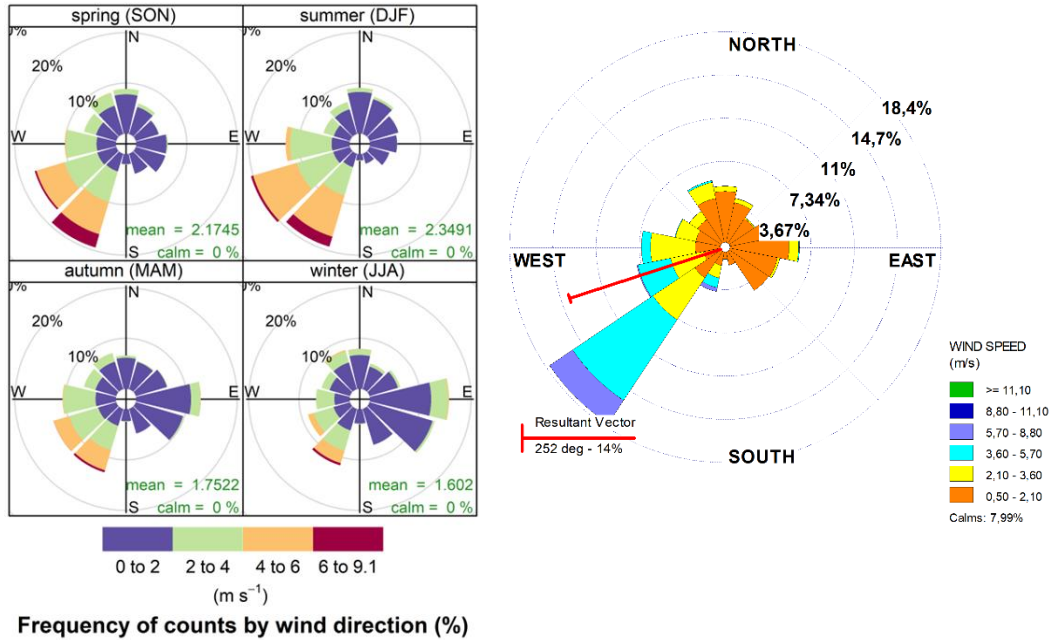 spring (SON)
summer (DJF)
N
N
20%
20%
10%
10%
W
E
W
E
mean = 2.1745
calm = 0 %
mean = 2.3491
calm = 0 %
S
S
autumn (MAM)
winter (JJA)
N
N
20%
20%
10%
10%
W
E
W
E
mean = 1.7522
calm = 0 %
mean = 1.602
calm = 0 %
S
S
0 to 2
2 to 4
4 to 6
6 to 9.1
(m s⁻¹)
Frequency of counts by wind direction (%)
NORTH
18,4%
14,7%
11%
7,34%
3,67%
WEST
EAST
SOUTH
Resultant Vector
252 deg - 14%
WIND SPEED
(m/s)
>= 11,10
8,80 - 11,10
5,70 - 8,80
3,60 - 5,70
2,10 - 3,60
0,50 - 2,10
Calms: 7,99%